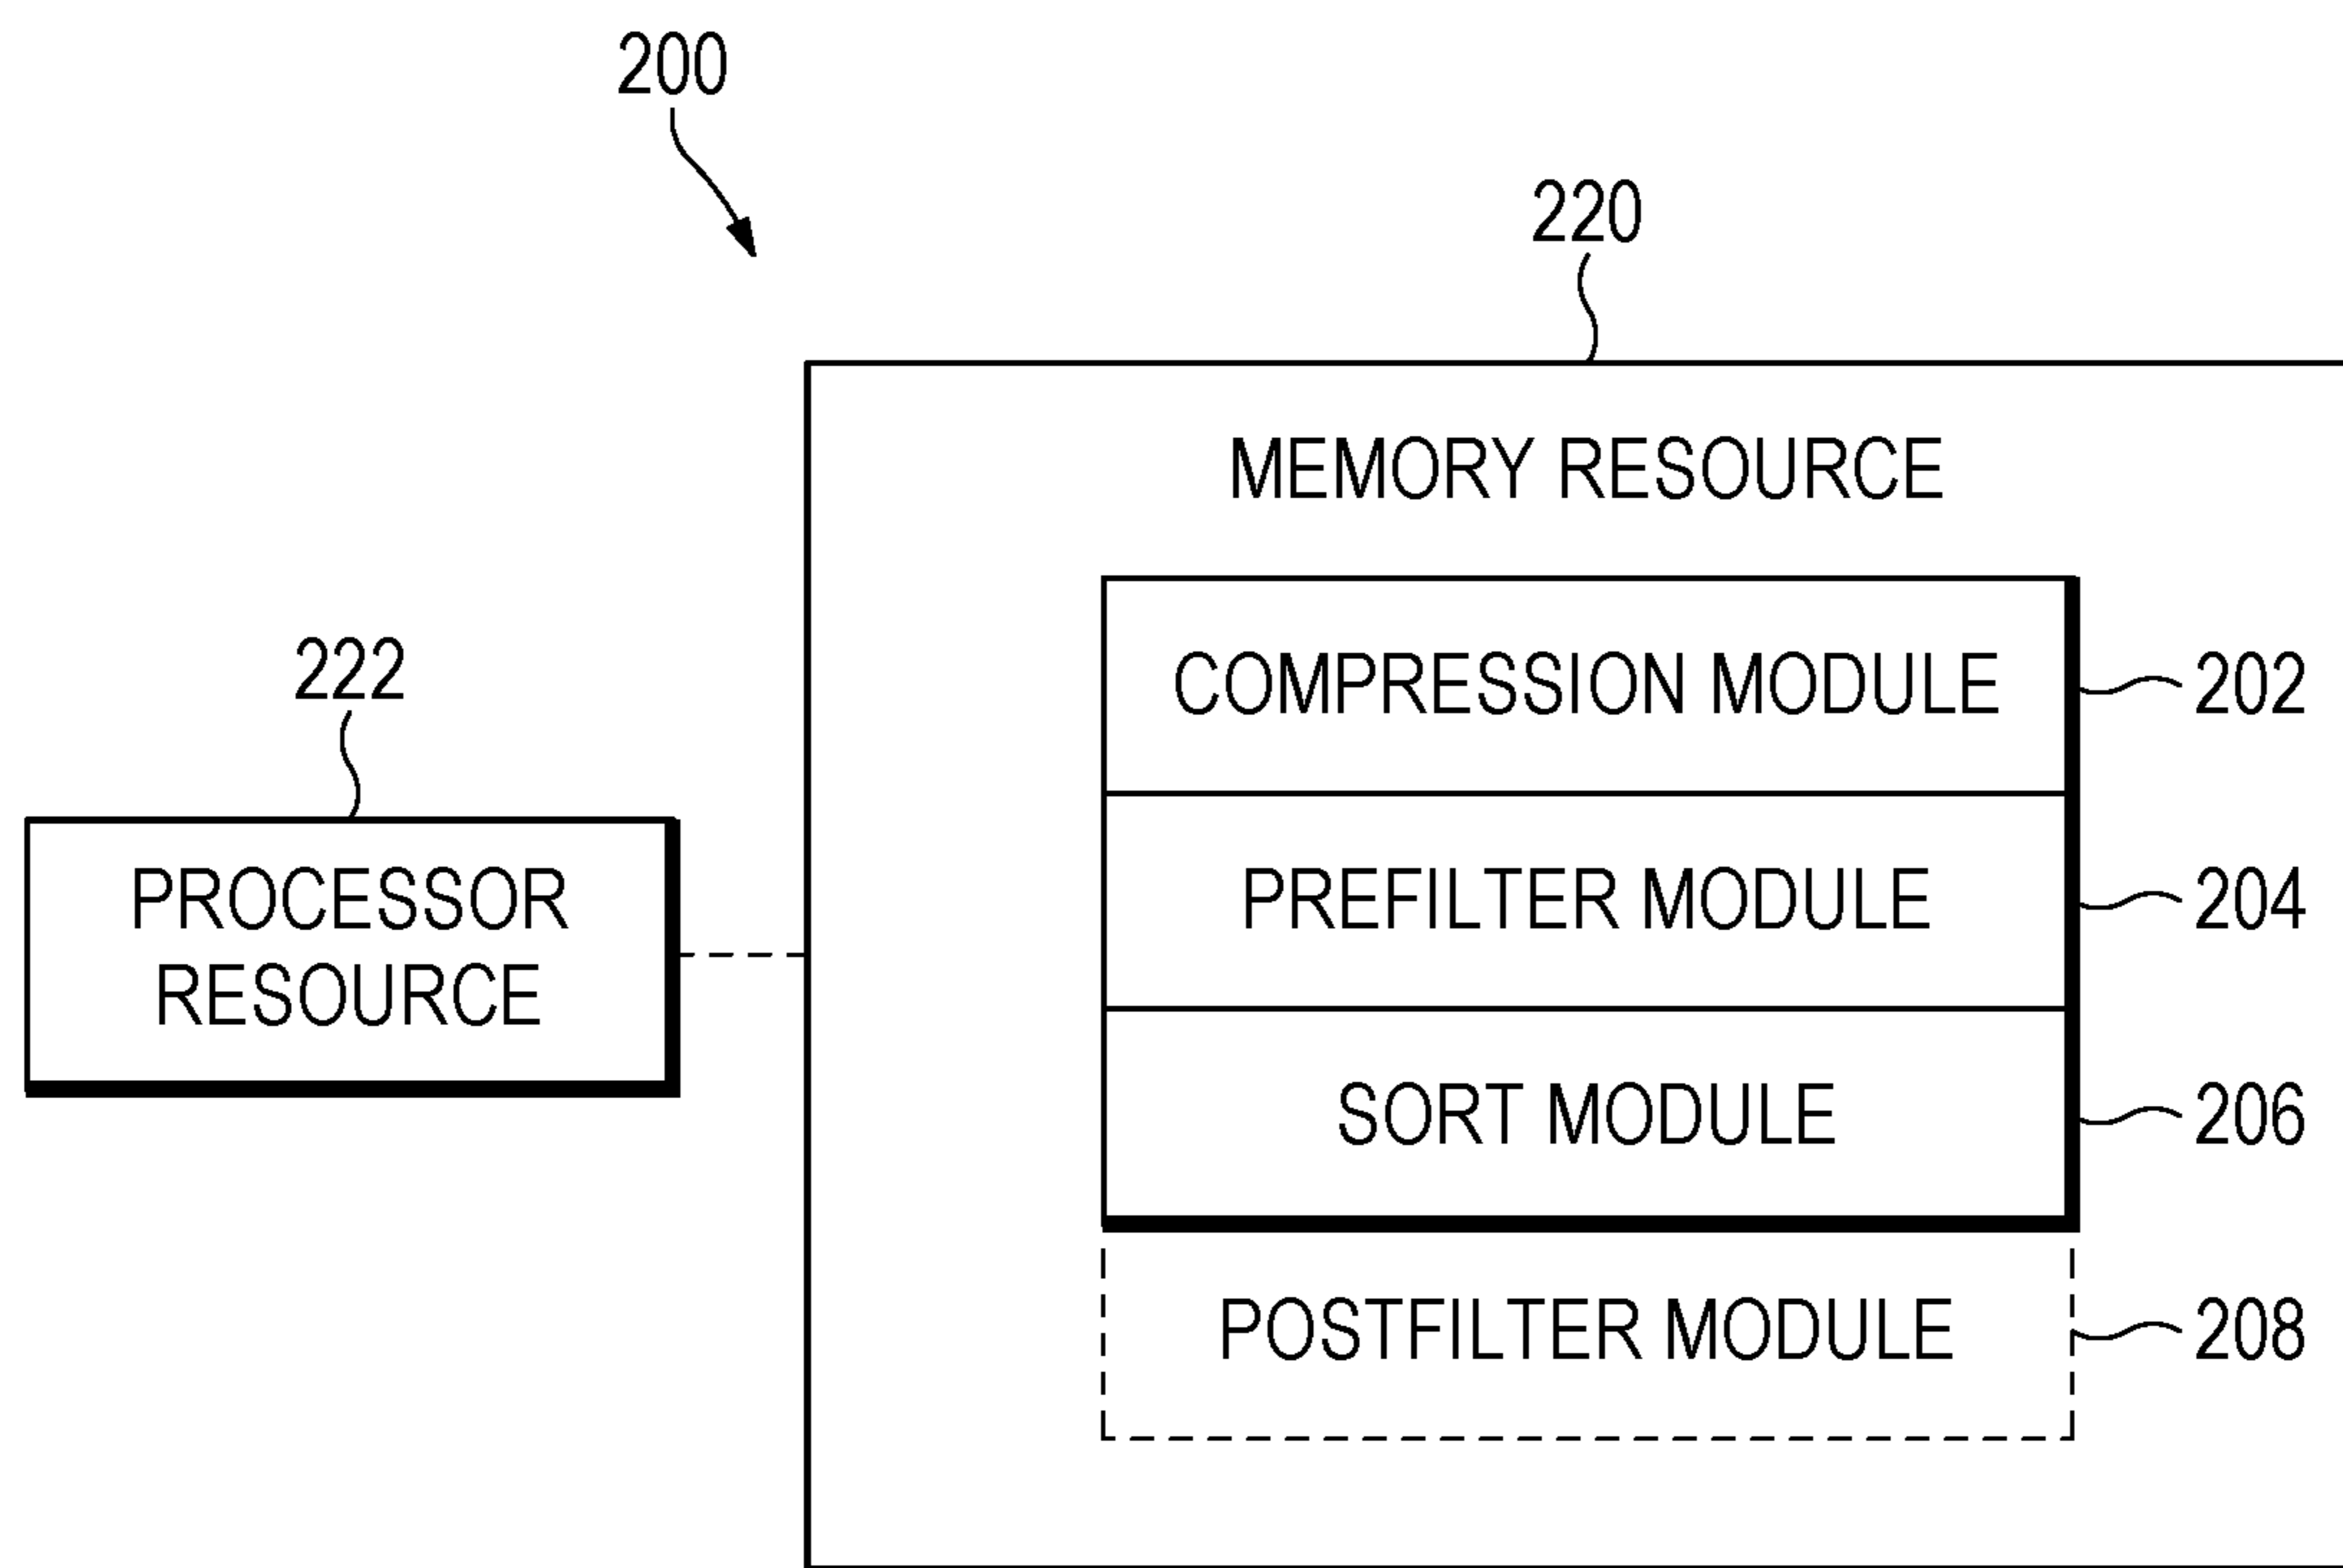 200
220
MEMORY RESOURCE
222
COMPRESSION MODULE 202
PROCESSOR
RESOURCE
PREFILTER MODULE 204
SORT MODULE 206
POSTFILTER MODULE 208